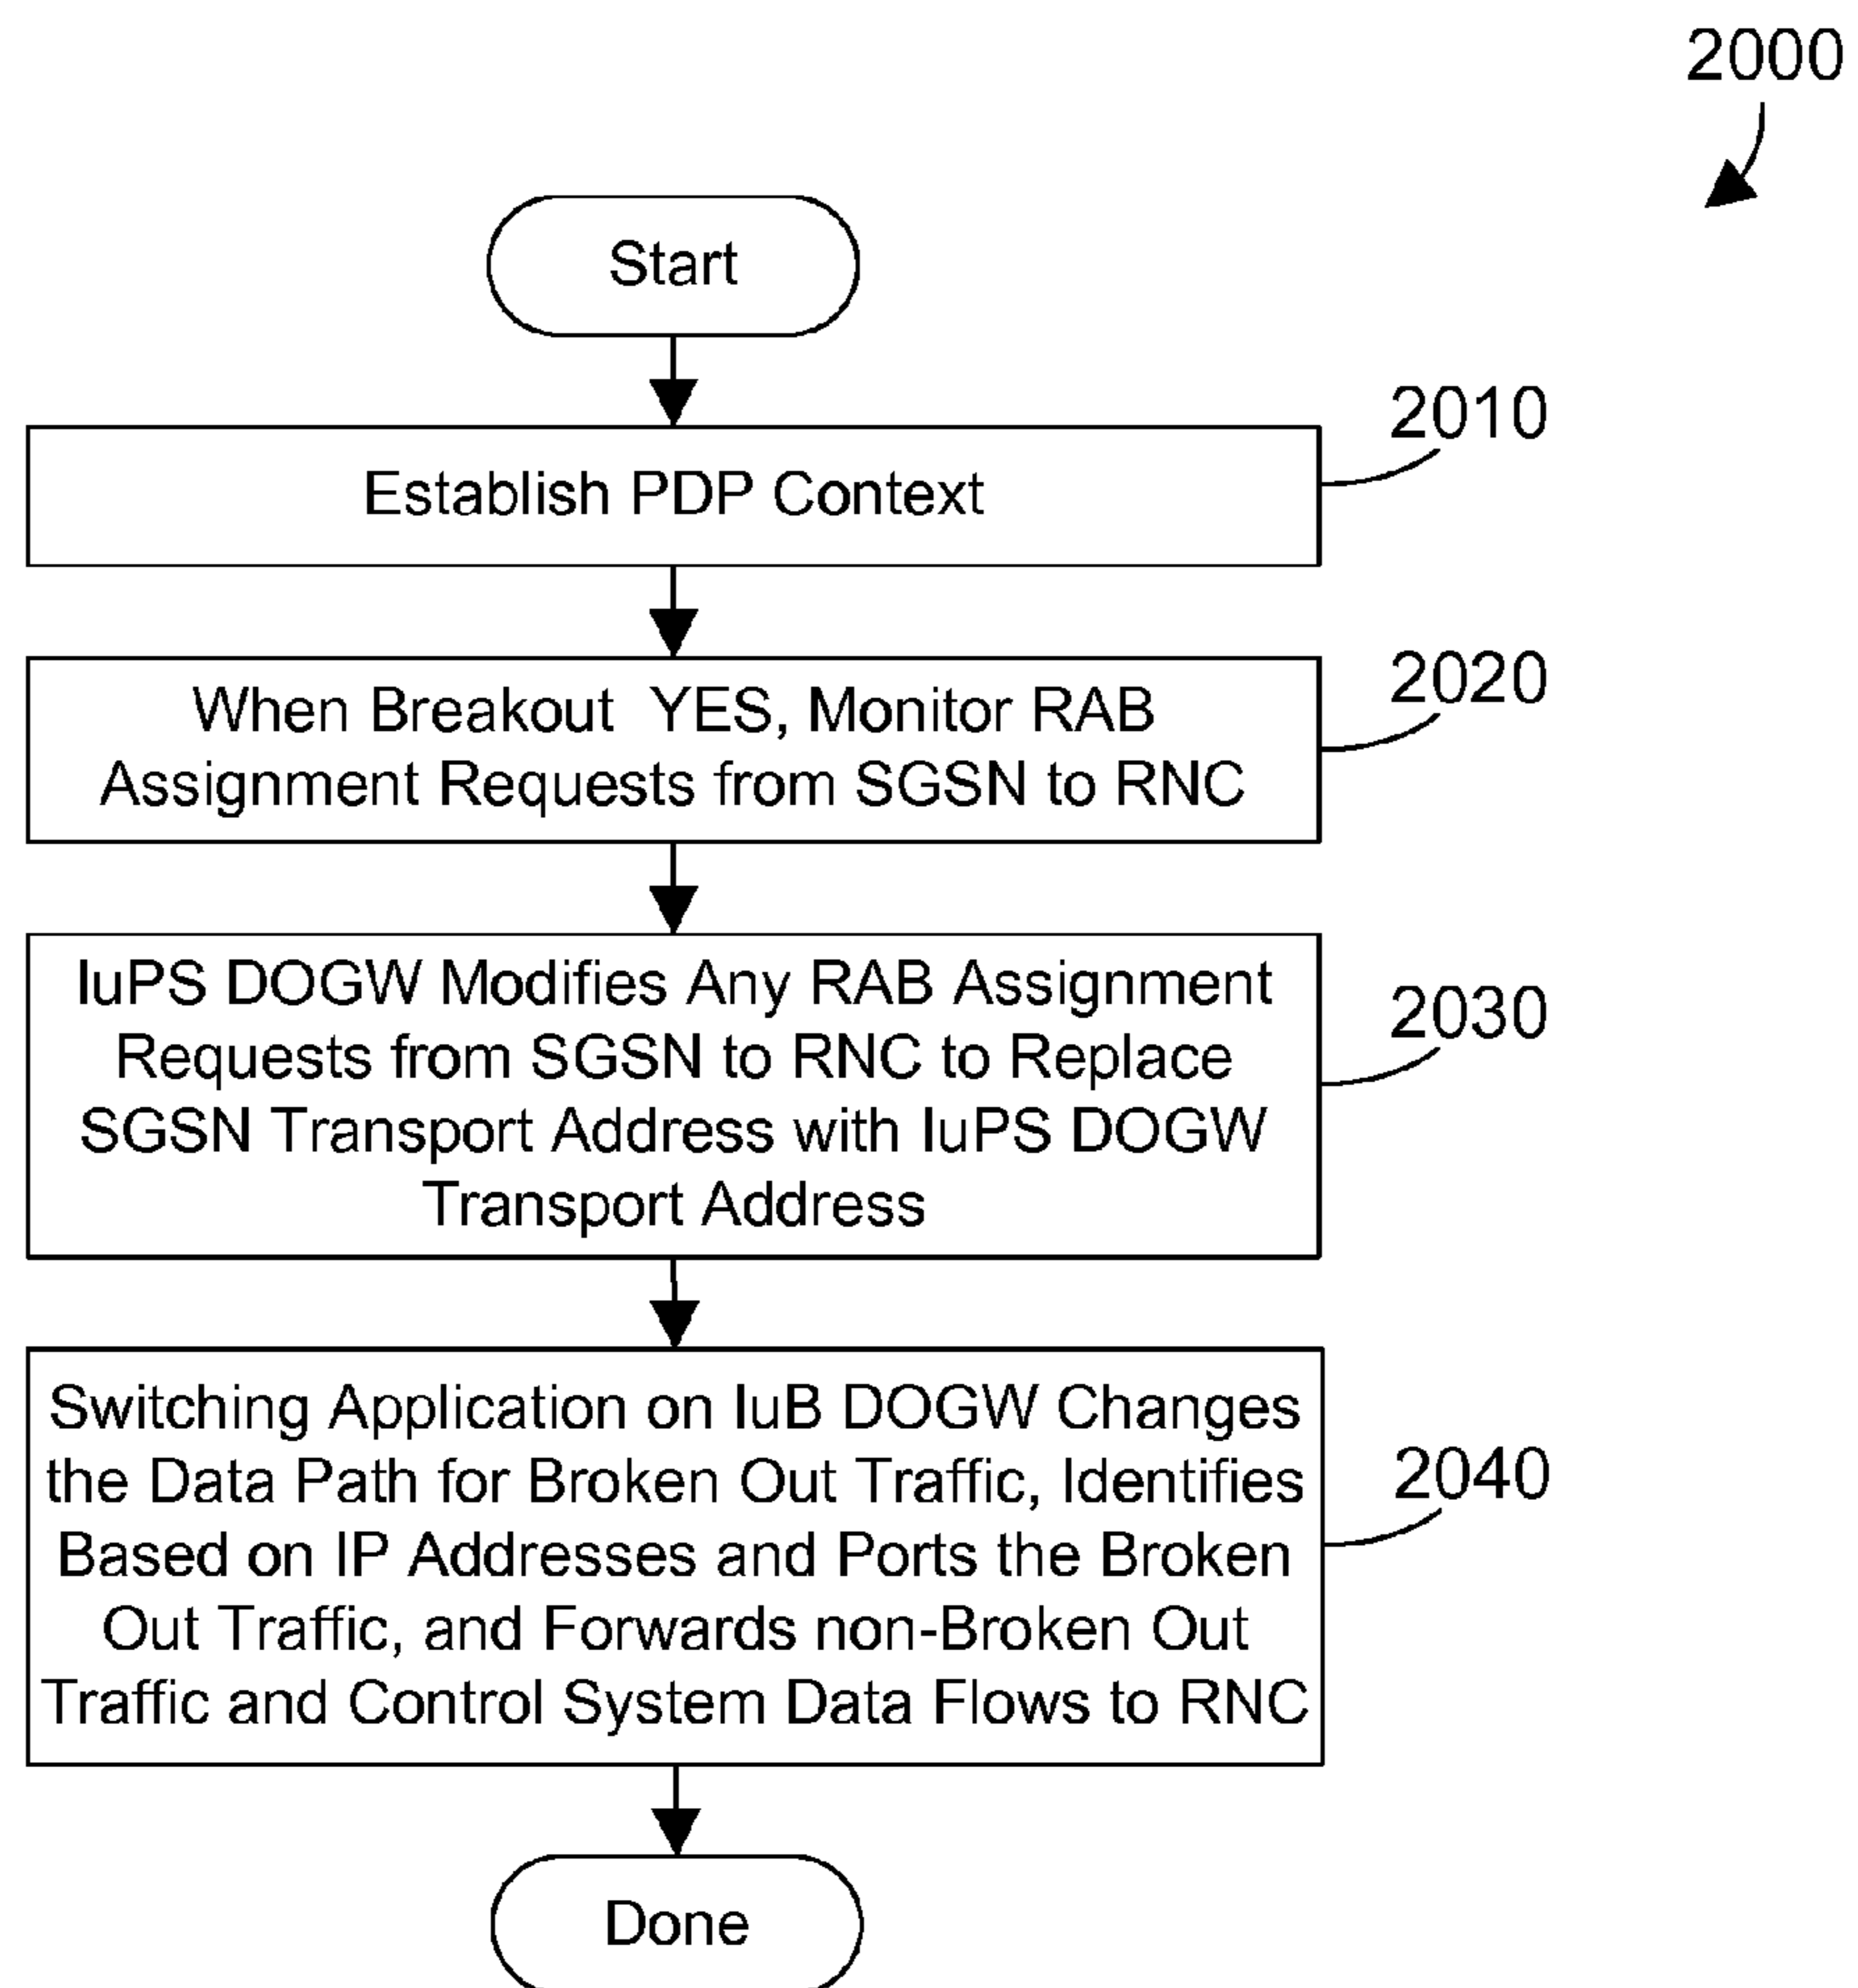 2000
Start
2010
Establish PDP Context
2020
When Breakout YES, Monitor RAB
Assignment Requests from SGSN to RNC
2030
IuPS DOGW Modifies Any RAB Assignment
Requests from SGSN to RNC to Replace
SGSN Transport Address with IuPS DOGW
Transport Address
2040
Switching Application on IuB DOGW Changes
the Data Path for Broken Out Traffic, Identifies
Based on IP Addresses and Ports the Broken
Out Traffic, and Forwards non-Broken Out
Traffic and Control System Data Flows to RNC
Done